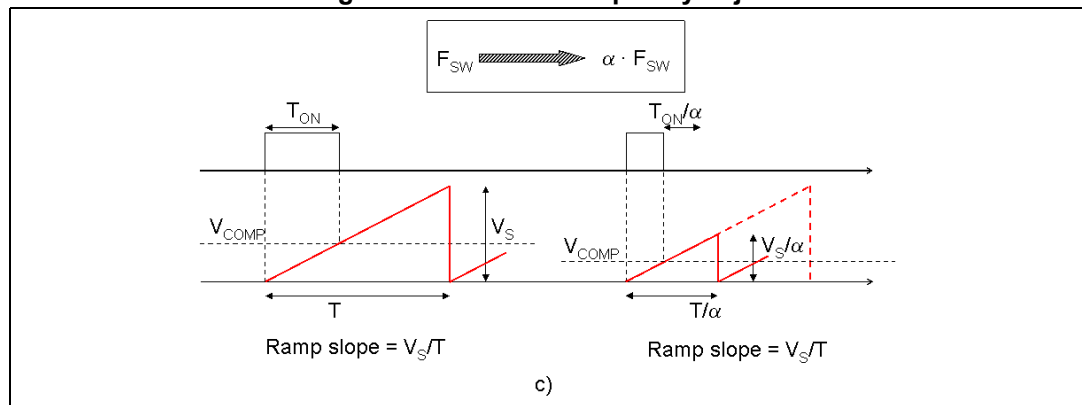 F_SW α · F_SW
T_ON T_ON/α
V_COMP V_S V_COMP V_S/α
T T/α
Ramp slope = V_S/T Ramp slope = V_S/T
c)